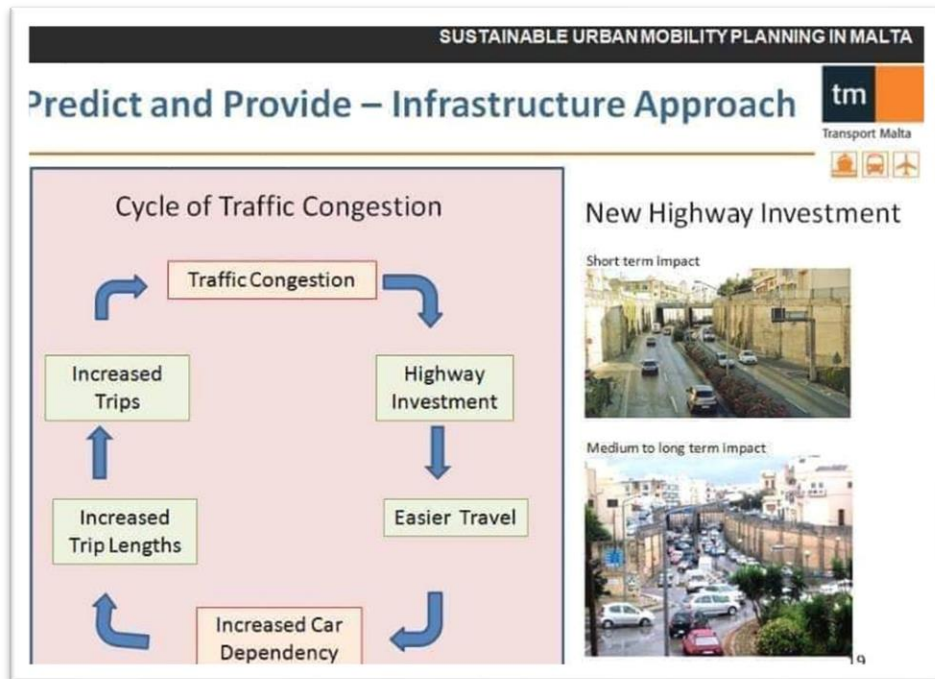 SUSTAINABLE URBAN MOBILITY PLANNING IN MALTA
Predict and Provide – Infrastructure Approach
tm
Transport Malta
Cycle of Traffic Congestion
Traffic Congestion
Highway
Investment
Easier Travel
Increased Car
Dependency
Increased
Trip Lengths
Increased
Trips
New Highway Investment
Short term impact
Medium to long term impact
19